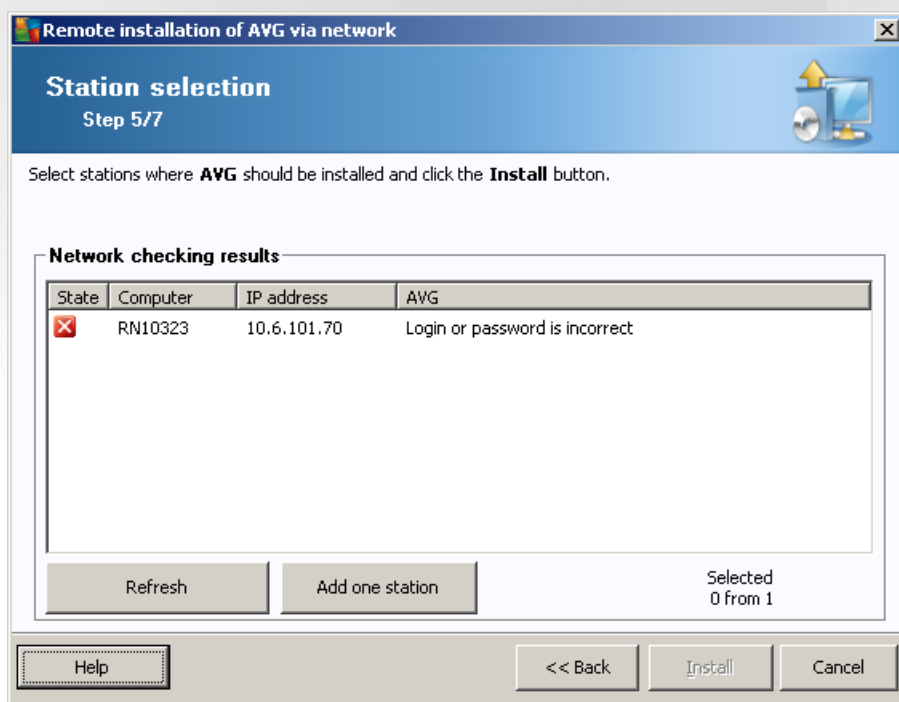 Remote installation of AVG via network
Station selection
Step 5/7
Select stations where AVG should be installed and click the Install button.
Network checking results
State Computer IP address AVG
RN10323 10.6.101.70 Login or password is incorrect
Refresh Add one station Selected
0 from 1
Help << Back Install Cancel